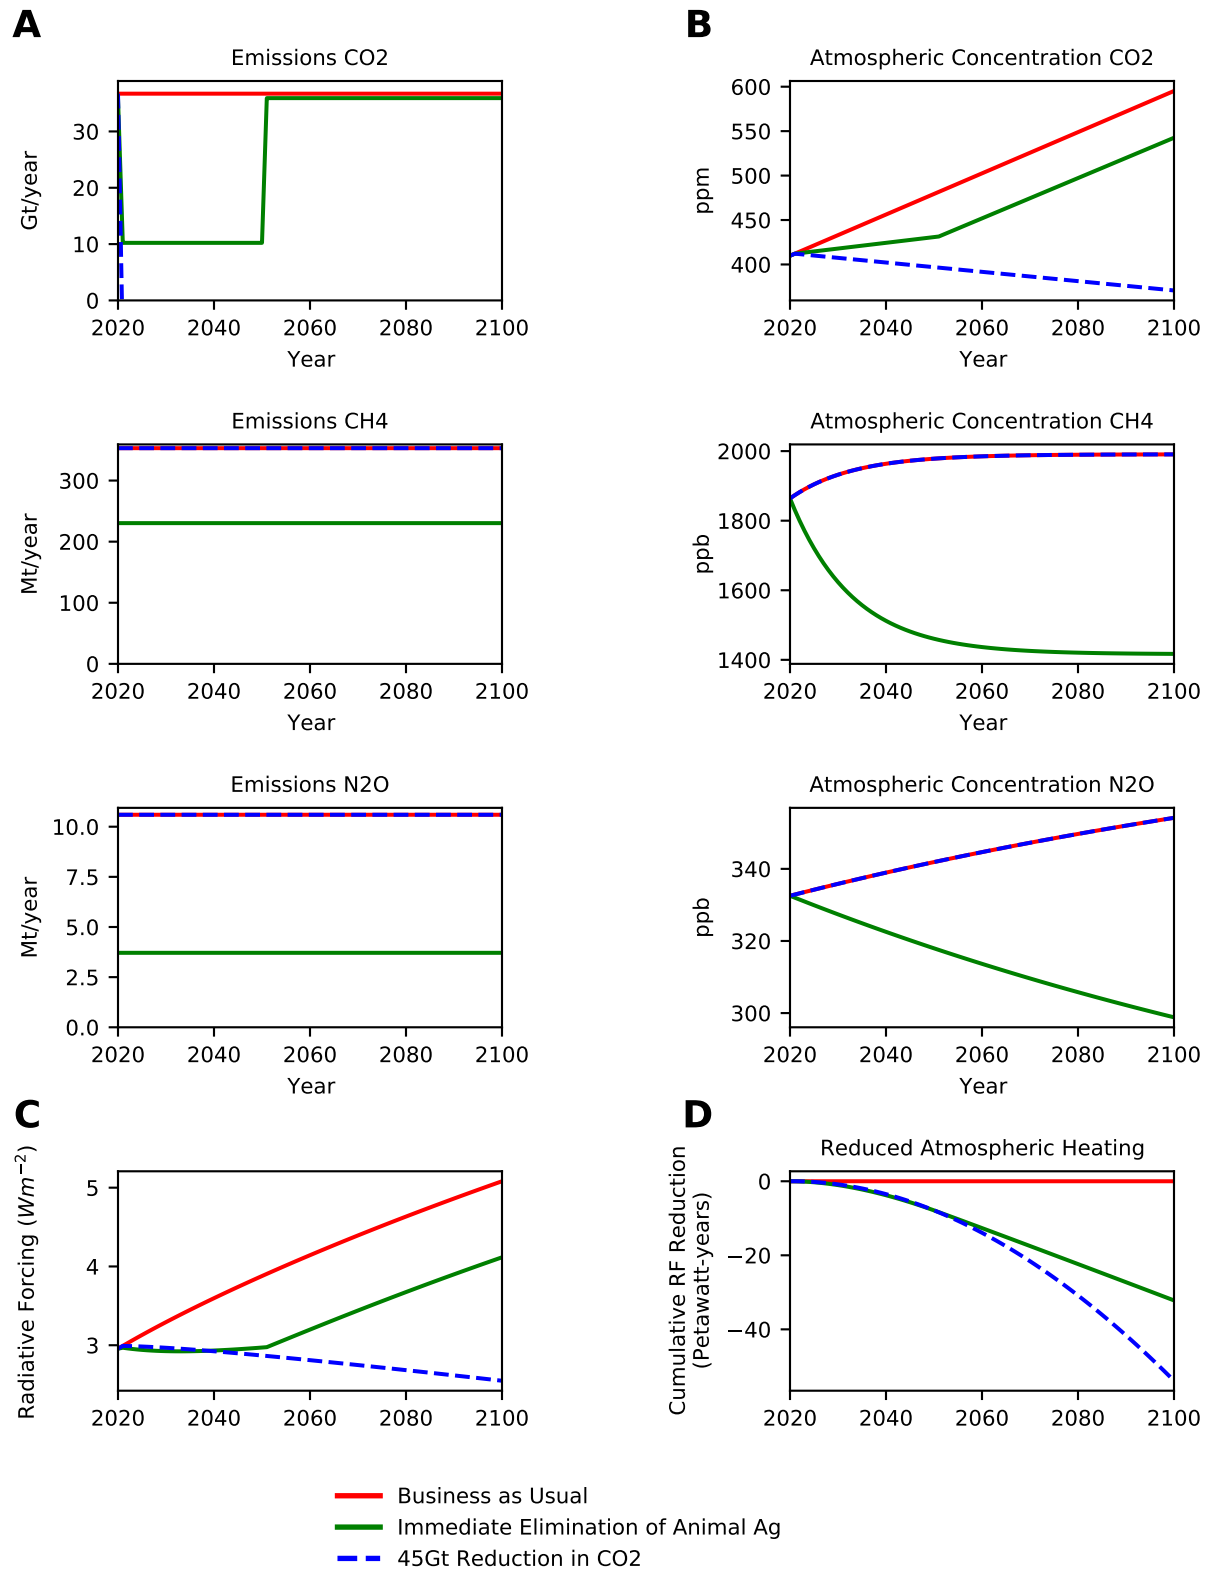 A
B
Emissions CO2
Gt/year
30
20
10
0
2020 2040 2060 2080 2100
Year
Atmospheric Concentration CO2
ppm
600
550
500
450
400
2020 2040 2060 2080 2100
Year
Emissions CH4
Mt/year
300
200
100
0
2020 2040 2060 2080 2100
Year
Atmospheric Concentration CH4
ppb
2000
1800
1600
1400
2020 2040 2060 2080 2100
Year
Emissions N2O
Mt/year
10.0
7.5
5.0
2.5
0.0
2020 2040 2060 2080 2100
Year
Atmospheric Concentration N2O
ppb
340
320
300
2020 2040 2060 2080 2100
Year
C
Radiative Forcing (Wm⁻²)
5
4
3
2020 2040 2060 2080 2100
D
Reduced Atmospheric Heating
Cumulative RF Reduction
(Petawatt-years)
0
−20
−40
2020 2040 2060 2080 2100
Business as Usual
Immediate Elimination of Animal Ag
45Gt Reduction in CO2